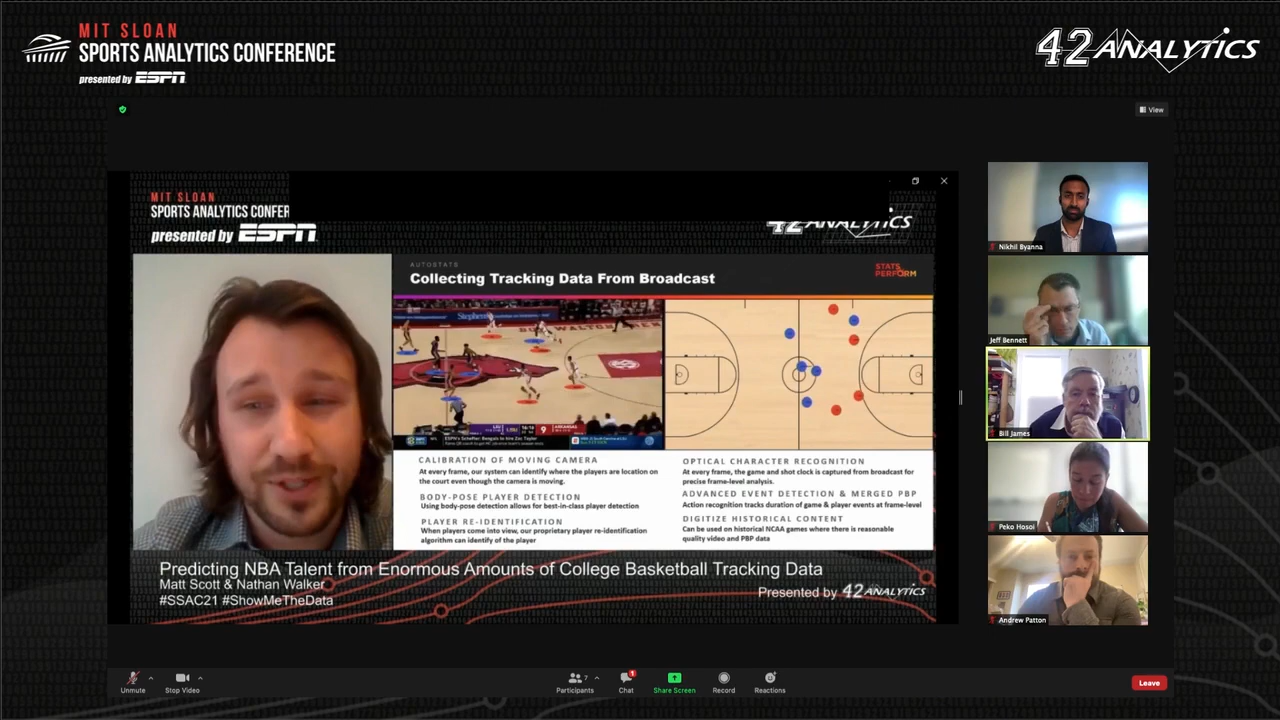 MIT SLOAN
SPORTS ANALYTICS CONFERENCE
presented by ESPN
42 ANALYTICS
View
MIT SLOAN
SPORTS ANALYTICS CONFER
presented by ESPN
42 ANALYTICS
AUTOSTATS
Collecting Tracking Data From Broadcast
STATS
PERFORM
CALIBRATION OF MOVING CAMERA
At every frame, our system can identify where the players are location on
the court even though the camera is moving.
BODY-POSE PLAYER DETECTION
Using body-pose detection allows for best-in-class player detection
PLAYER RE-IDENTIFICATION
When players come into view, our proprietary player re-identification
algorithm can identify of the player
OPTICAL CHARACTER RECOGNITION
At every frame, the game and shot clock is captured from broadcast for
precise frame-level analysis.
ADVANCED EVENT DETECTION & MERGED PBP
Action recognition tracks duration of game & player events at frame-level
DIGITIZE HISTORICAL CONTENT
Can be used on historical NCAA games where there is reasonable
quality video and PBP data
Predicting NBA Talent from Enormous Amounts of College Basketball Tracking Data
Matt Scott & Nathan Walker
#SSAC21 #ShowMeTheData
Presented by 42 ANALYTICS
Nikhil Byanna
Jeff Bennett
Bill James
Peko Hosoi
Andrew Patton
Unmute
Stop Video
Participants
7
Chat
1
Share Screen
Record
Reactions
Leave